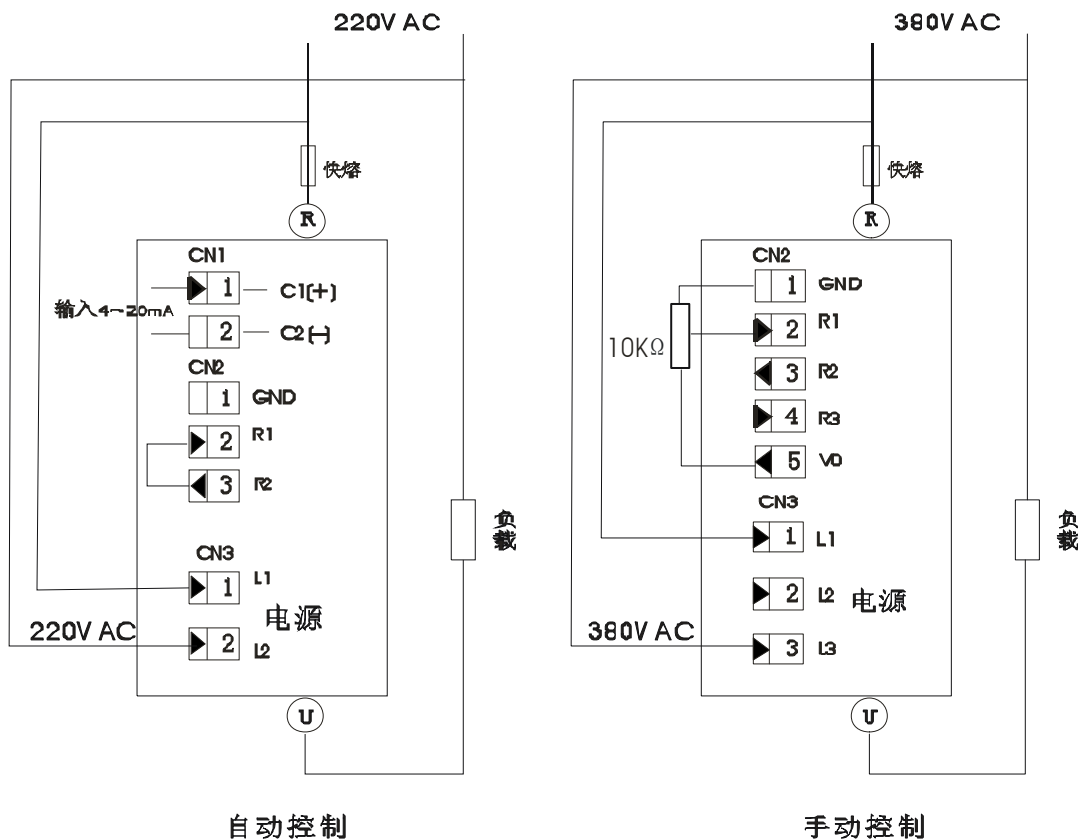 220V AC
快熔
R
CN1
1 C1(+)
输入4~20mA
2 C2(-)
CN2
1 GND
2 R1
3 R2
CN3
1 L1
电源
220V AC
2 L2
负载
U
自动控制
380V AC
快熔
R
CN2
1 GND
2 R1
10KΩ
3 R2
4 R3
5 V0
CN3
1 L1
2 L2
电源
380V AC
3 L3
负载
U
手动控制